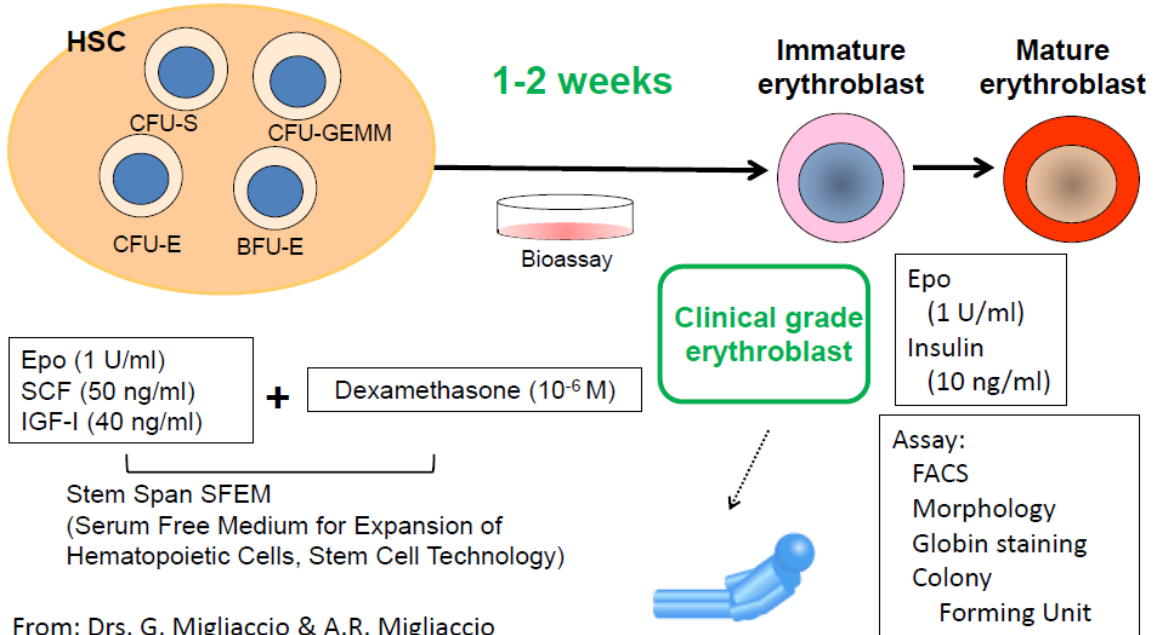 HSC
CFU-S
CFU-GEMM
CFU-E
BFU-E
1-2 weeks
Bioassay
Immature
erythroblast
Mature
erythroblast
Clinical grade
erythroblast
Epo
(1 U/ml)
Insulin
(10 ng/ml)
Epo (1 U/ml)
SCF (50 ng/ml)
IGF-I (40 ng/ml)
+
Dexamethasone (10⁻⁶ M)
Stem Span SFEM
(Serum Free Medium for Expansion of
Hematopoietic Cells, Stem Cell Technology)
Assay:
FACS
Morphology
Globin staining
Colony
Forming Unit
From: Drs. G. Migliaccio & A.R. Migliaccio